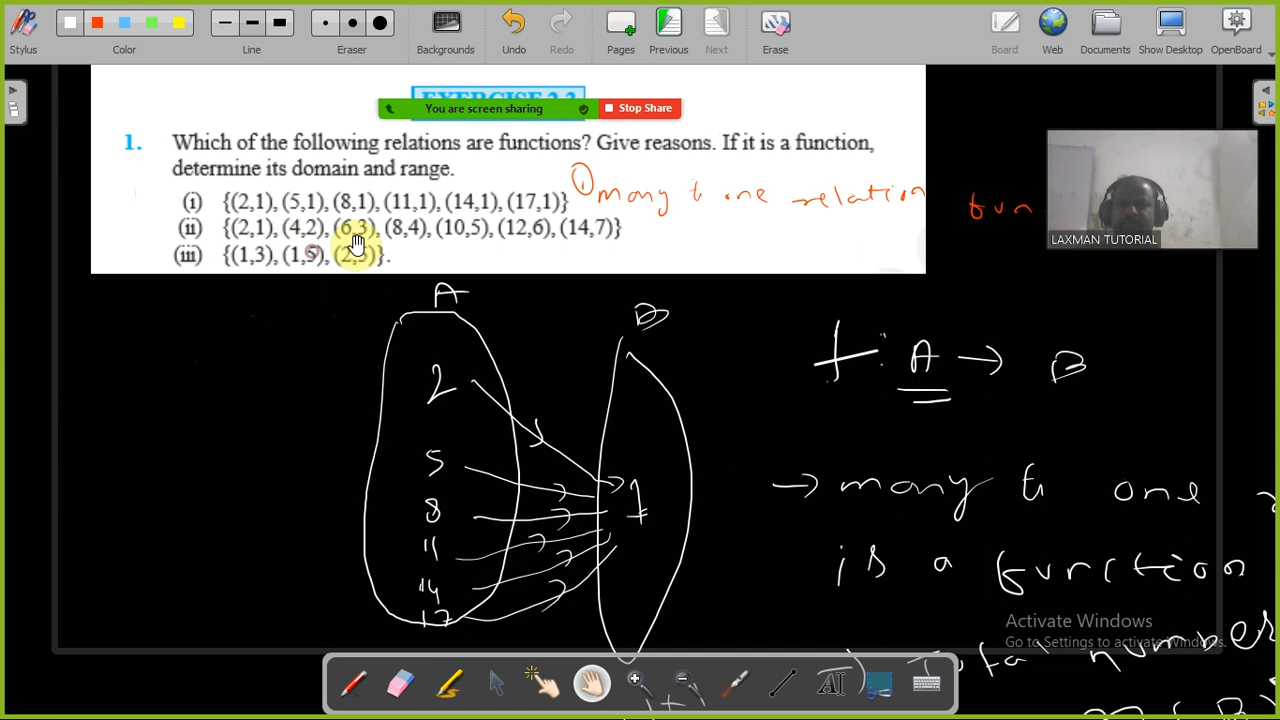 Stylus Color Line Eraser Backgrounds Undo Redo Pages Previous Next Erase Board Web Documents Show Desktop OpenBoard
You are screen sharing Stop Share
1. Which of the following relations are functions? Give reasons. If it is a function,
determine its domain and range.
(i) {(2,1), (5,1), (8,1), (11,1), (14,1), (17,1)}
① many to one relation fun
(ii) {(2,1), (4,2), (6,3), (8,4), (10,5), (12,6), (14,7)}
(iii) {(1,3), (1,5), (2,5)}.
LAXMAN TUTORIAL
A B
2
5
8
11
14
17
1
f: A → B
→ many to one
is a function
Activate Windows
Go to Settings to activate Windows.
Total number
AI